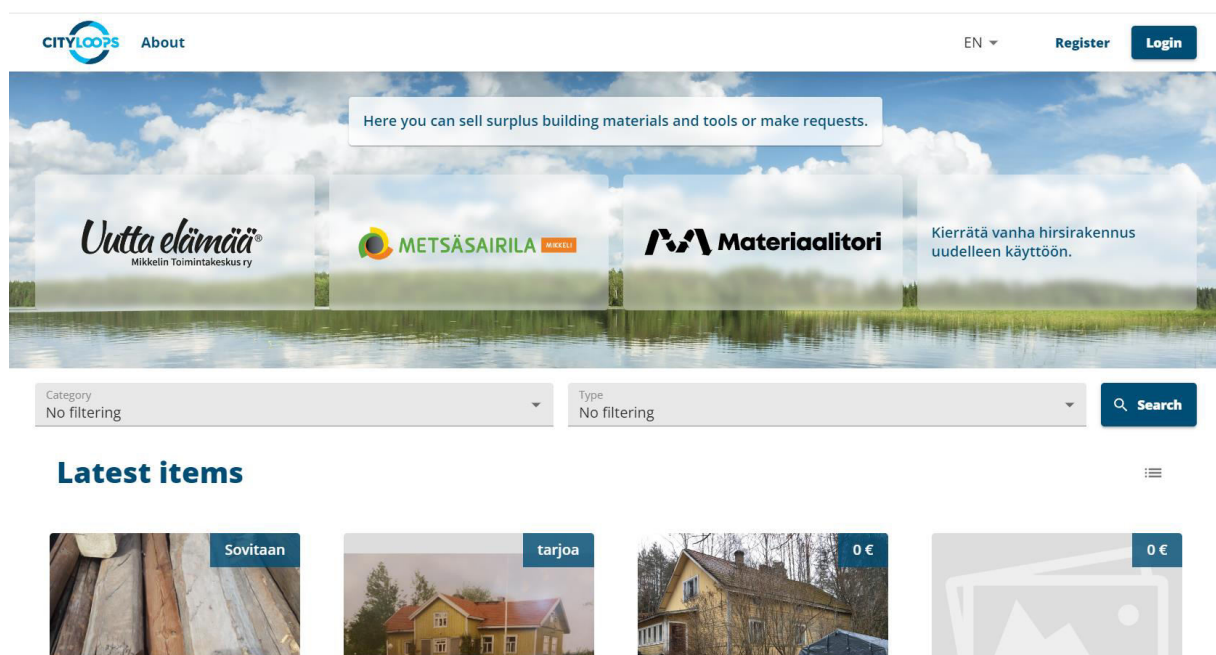 CITYLOOPS About EN Register Login
Here you can sell surplus building materials and tools or make requests.
Uutta elämää®
Mikkelin Toimintakeskus ry
METSÄSAIRILA MIKKELI
Materiaalitori
Kierrätä vanha hirsirakennus
uudelleen käyttöön.
Category
No filtering
Type
No filtering
Search
Latest items
Sovitaan
tarjoa
0 €
0 €